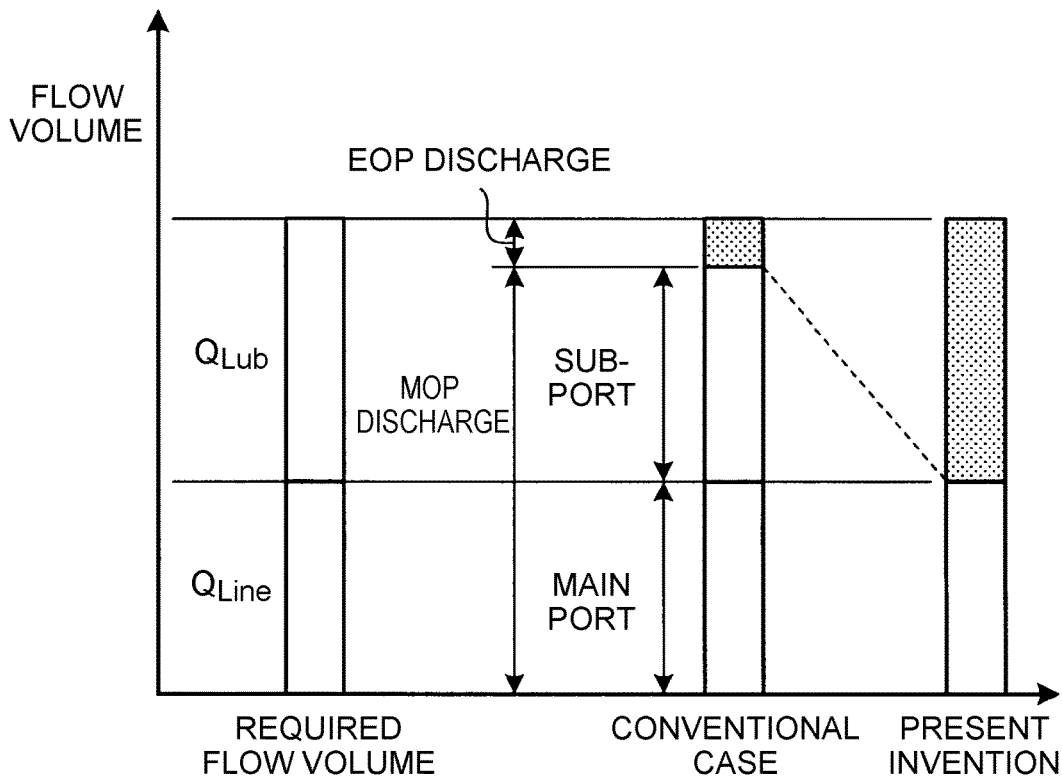 FLOW
VOLUME
EOP DISCHARGE
QLub
MOP
DISCHARGE
SUB-
PORT
QLine
MAIN
PORT
REQUIRED
FLOW VOLUME
CONVENTIONAL
CASE
PRESENT
INVENTION